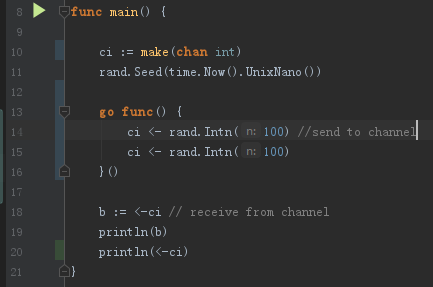 8 func main() {
9
10 ci := make(chan int)
11 rand.Seed(time.Now().UnixNano())
12
13 go func() {
14 ci <- rand.Intn( n: 100) //send to channel
15 ci <- rand.Intn( n: 100)
16 }()
17
18 b := <-ci // receive from channel
19 println(b)
20 println(<-ci)
21 }